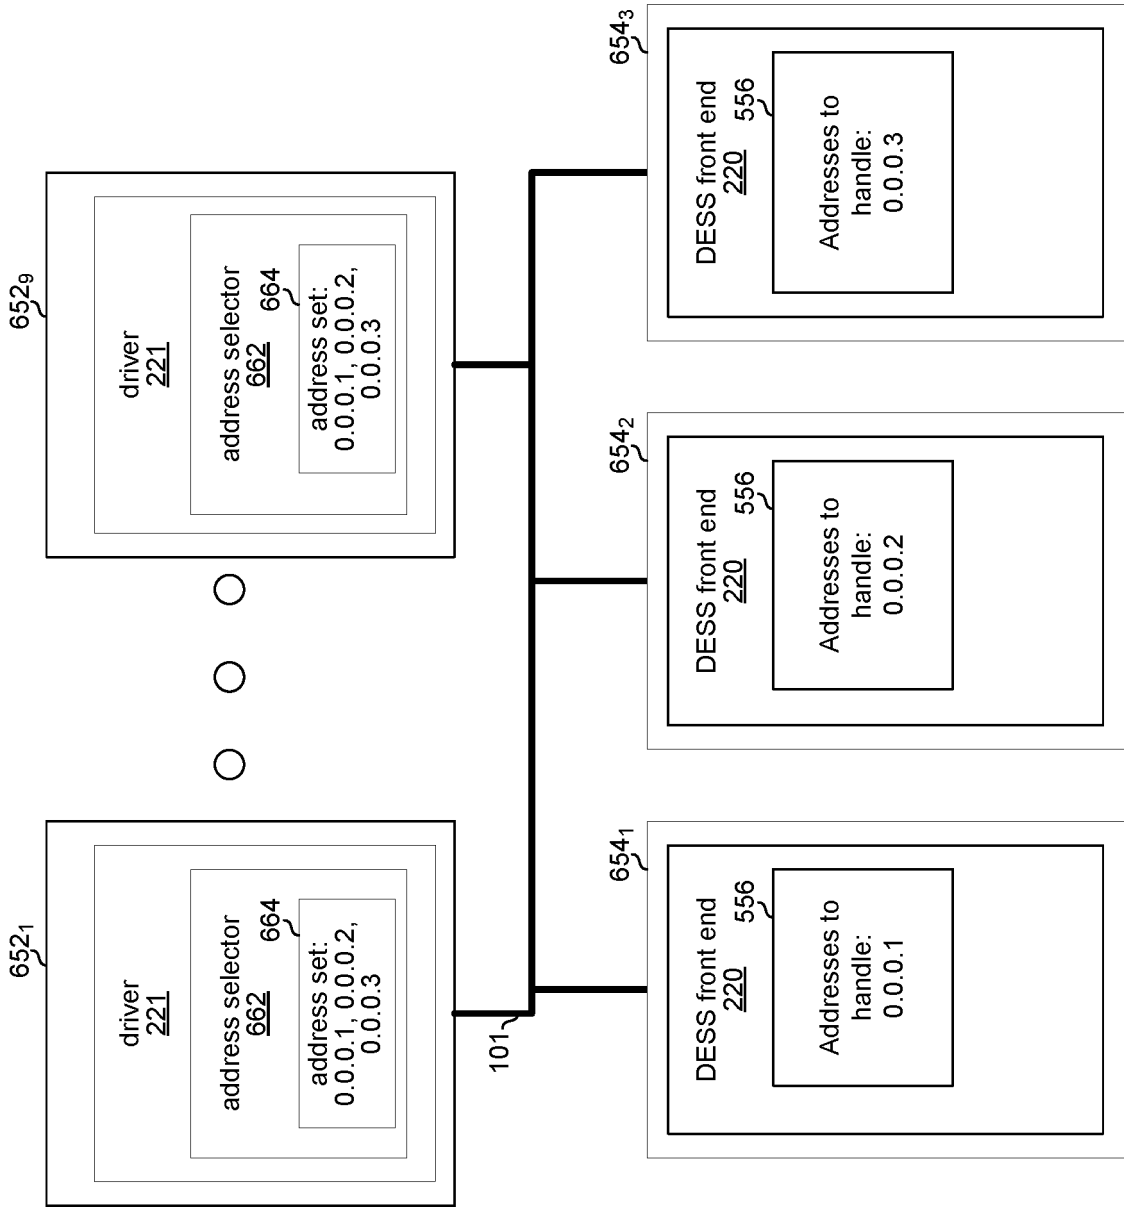 652₁
driver
221
address selector
662
664
address set:
0.0.0.1, 0.0.0.2,
0.0.0.3
652₉
driver
221
address selector
662
664
address set:
0.0.0.1, 0.0.0.2,
0.0.0.3
101
654₁
DESS front end
220
556
Addresses to
handle:
0.0.0.1
654₂
DESS front end
220
556
Addresses to
handle:
0.0.0.2
654₃
DESS front end
220
556
Addresses to
handle:
0.0.0.3